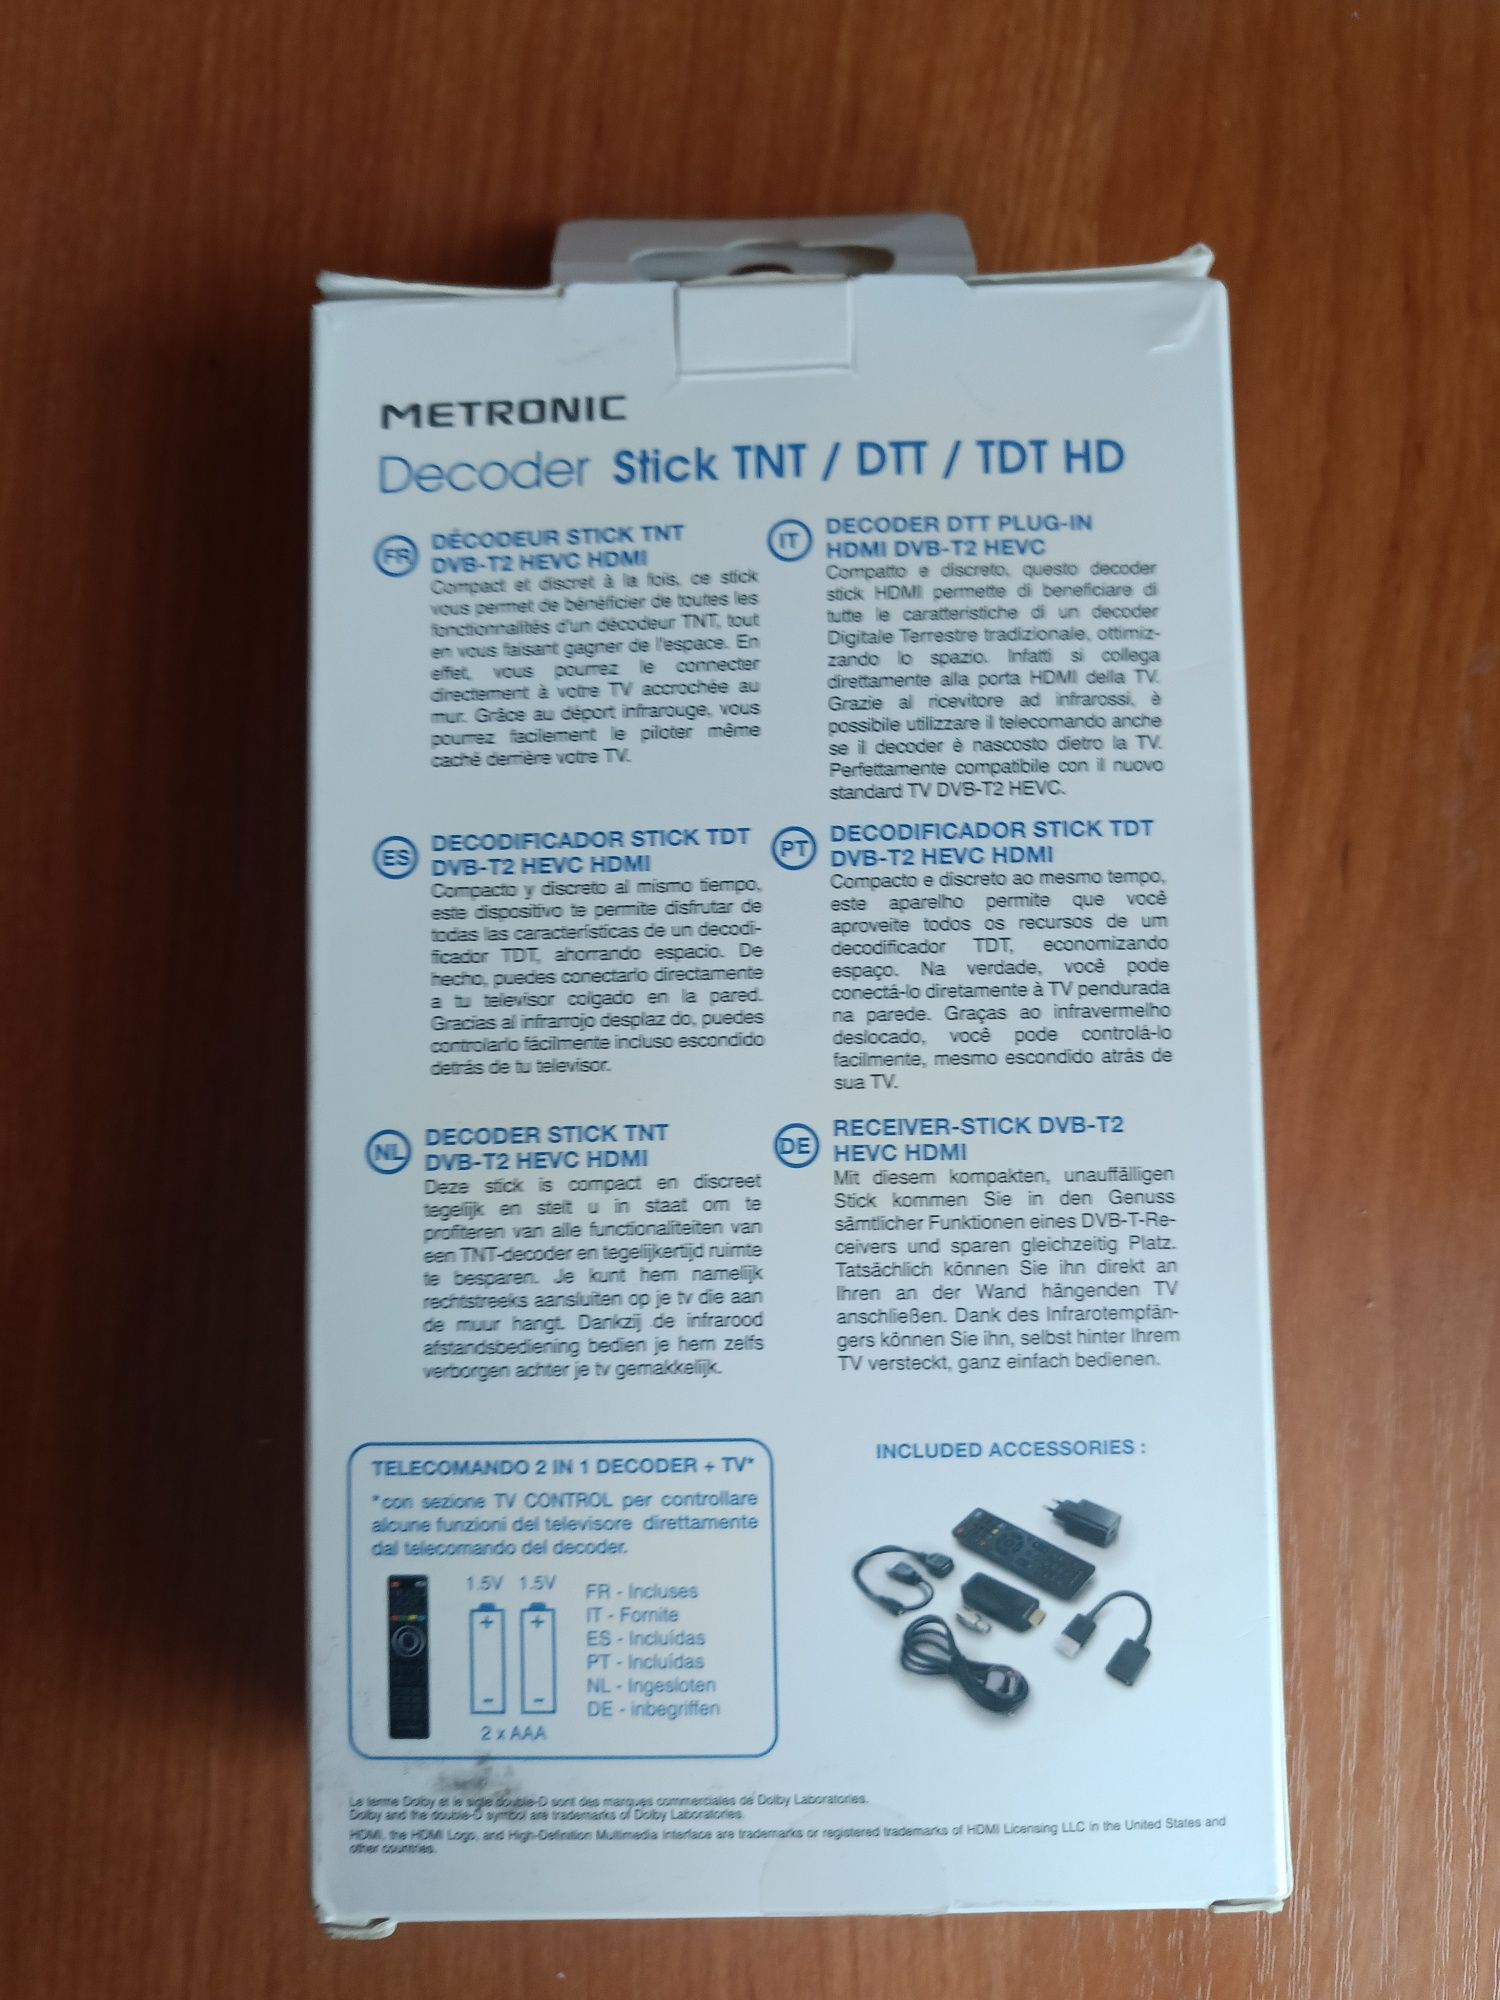 METRONIC
Decoder Stick TNT / DTT / TDT HD
FR
DÉCODEUR STICK TNT
DVB-T2 HEVC HDMI
Compact et discret à la fois, ce stick
vous permet de bénéficier de toutes les
fonctionnalités d'un décodeur TNT, tout
en vous faisant gagner de l'espace. En
effet, vous pourrez le connecter
directement à votre TV accrochée au
mur. Grâce au déport infrarouge, vous
pourrez facilement le piloter même
caché derrière votre TV.
IT
DECODER DTT PLUG-IN
HDMI DVB-T2 HEVC
Compatto e discreto, questo decoder
stick HDMI permette di beneficiare di
tutte le caratteristiche di un decoder
Digitale Terrestre tradizionale, ottimiz-
zando lo spazio. Infatti si collega
direttamente alla porta HDMI della TV.
Grazie al ricevitore ad infrarossi, è
possibile utilizzare il telecomando anche
se il decoder è nascosto dietro la TV.
Perfettamente compatibile con il nuovo
standard TV DVB-T2 HEVC.
ES
DECODIFICADOR STICK TDT
DVB-T2 HEVC HDMI
Compacto y discreto al mismo tiempo,
este dispositivo te permite disfrutar de
todas las características de un decodi-
ficador TDT, ahorrando espacio. De
hecho, puedes conectarlo directamente
a tu televisor colgado en la pared.
Gracias al infrarrojo desplaz do, puedes
controlarlo fácilmente incluso escondido
detrás de tu televisor.
PT
DECODIFICADOR STICK TDT
DVB-T2 HEVC HDMI
Compacto e discreto ao mesmo tempo,
este aparelho permite que você
aproveite todos os recursos de um
decodificador TDT, economizando
espaço. Na verdade, você pode
conectá-lo diretamente à TV pendurada
na parede. Graças ao infravermelho
deslocado, você pode controlá-lo
facilmente, mesmo escondido atrás de
sua TV.
NL
DECODER STICK TNT
DVB-T2 HEVC HDMI
Deze stick is compact en discreet
tegelijk en stelt u in staat om te
profiteren van alle functionaliteiten van
een TNT-decoder en tegelijkertijd ruimte
te besparen. Je kunt hem namelijk
rechtstreeks aansluiten op je tv die aan
de muur hangt. Dankzij de infrarood
afstandsbediening bedien je hem zelfs
verborgen achter je tv gemakkelijk.
DE
RECEIVER-STICK DVB-T2
HEVC HDMI
Mit diesem kompakten, unauffälligen
Stick kommen Sie in den Genuss
sämtlicher Funktionen eines DVB-T-Re-
ceivers und sparen gleichzeitig Platz.
Tatsächlich können Sie ihn direkt an
Ihren an der Wand hängenden TV
anschließen. Dank des Infrarotempfän-
gers können Sie ihn, selbst hinter Ihrem
TV versteckt, ganz einfach bedienen.
TELECOMANDO 2 IN 1 DECODER + TV*
*con sezione TV CONTROL per controllare
alcune funzioni del televisore direttamente
dal telecomando del decoder.
1.5V 1.5V
+ +
- -
2 x AAA
FR - Incluses
IT - Fornite
ES - Incluídas
PT - Incluídas
NL - Ingesloten
DE - inbegriffen
INCLUDED ACCESSORIES :
Le terme Dolby et le sigle double-D sont des marques commerciales de Dolby Laboratories.
Dolby and the double-D symbol are trademarks of Dolby Laboratories.
HDMI, the HDMI Logo, and High-Definition Multimedia Interface are trademarks or registered trademarks of HDMI Licensing LLC in the United States and
other countries.